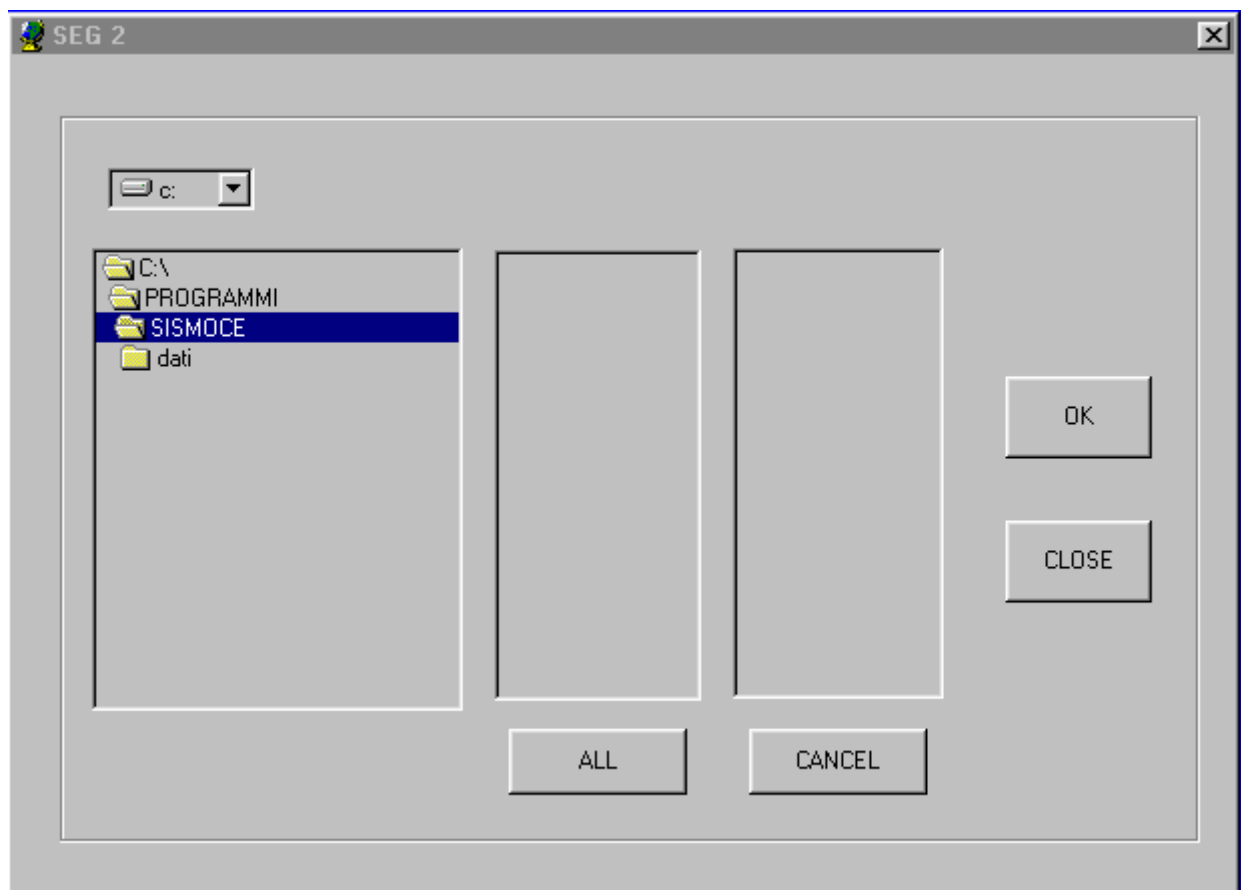 SEG 2
c:
C:\
PROGRAMMI
SISMOCE
dati
OK
CLOSE
ALL
CANCEL